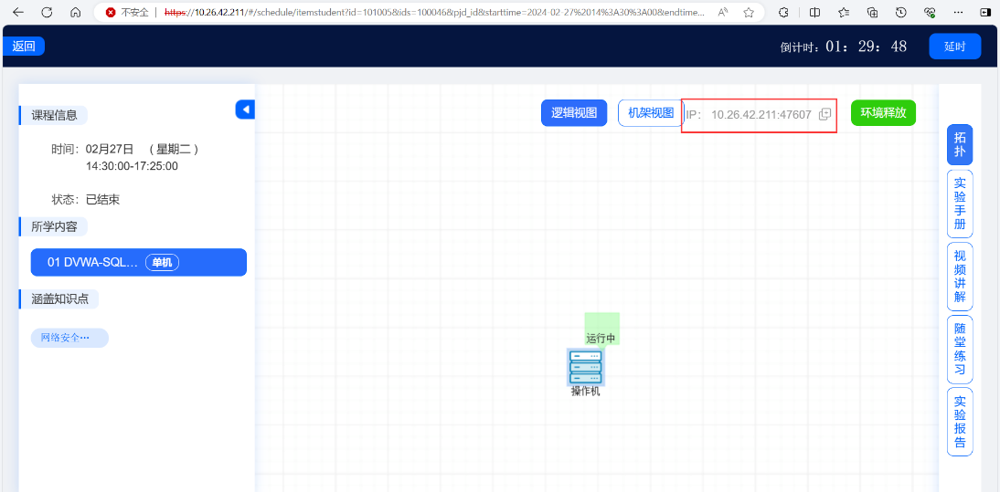 不安全 https://10.26.42.211/#/schedule/itemstudent?id=101005&ids=100046&pjd_id&starttime=2024-02-27%2014%3A30%3A00&endtime...
返回
倒计时：01：29：48
延时
课程信息
时间：02月27日 （星期二）
14:30:00-17:25:00
状态：已结束
所学内容
01 DVWA-SQL... 单机
涵盖知识点
网络安全...
逻辑视图
机架视图
IP： 10.26.42.211:47607
环境释放
运行中
操作机
拓扑
实验手册
视频讲解
随堂练习
实验报告